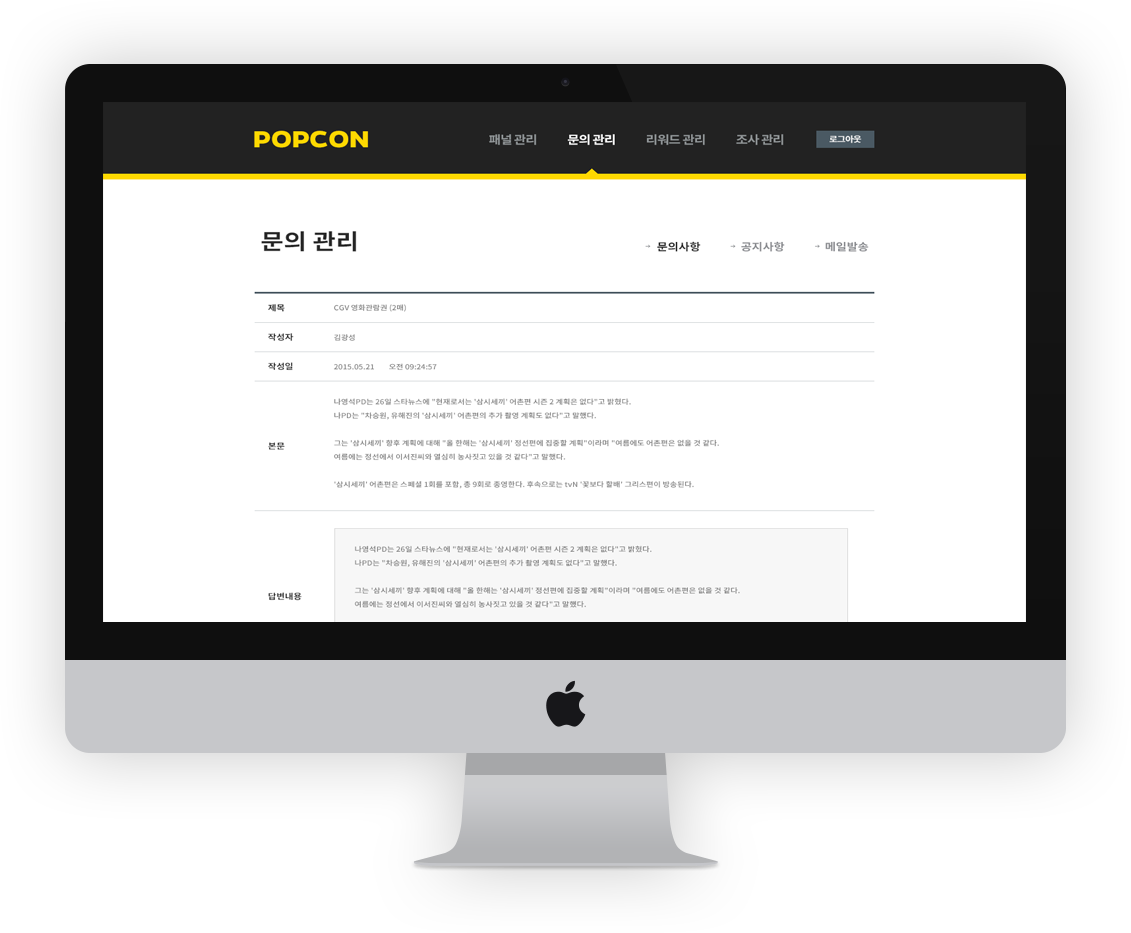 POPCON
패널 관리 문의 관리 리워드 관리 조사 관리 로그아웃
문의 관리
→ 문의사항 → 공지사항 → 메일발송
제목 CGV 영화관람권 (2매)
작성자 김광성
작성일 2015.05.21 오전 09:24:57
본문
나영석PD는 26일 스타뉴스에 "현재로서는 '삼시세끼' 어촌편 시즌 2 계획은 없다"고 밝혔다.
나PD는 "차승원, 유해진의 '삼시세끼' 어촌편의 추가 촬영 계획도 없다"고 말했다.
그는 '삼시세끼' 향후 계획에 대해 "올 한해는 '삼시세끼' 정선편에 집중할 계획"이라며 "여름에도 어촌편은 없을 것 같다.
여름에는 정선에서 이서진씨와 열심히 농사짓고 있을 것 같다"고 말했다.
'삼시세끼' 어촌편은 스페셜 1회를 포함, 총 9회로 종영한다. 후속으로는 tvN '꽃보다 할배' 그리스편이 방송된다.
답변내용
나영석PD는 26일 스타뉴스에 "현재로서는 '삼시세끼' 어촌편 시즌 2 계획은 없다"고 밝혔다.
나PD는 "차승원, 유해진의 '삼시세끼' 어촌편의 추가 촬영 계획도 없다"고 말했다.
그는 '삼시세끼' 향후 계획에 대해 "올 한해는 '삼시세끼' 정선편에 집중할 계획"이라며 "여름에도 어촌편은 없을 것 같다.
여름에는 정선에서 이서진씨와 열심히 농사짓고 있을 것 같다"고 말했다.